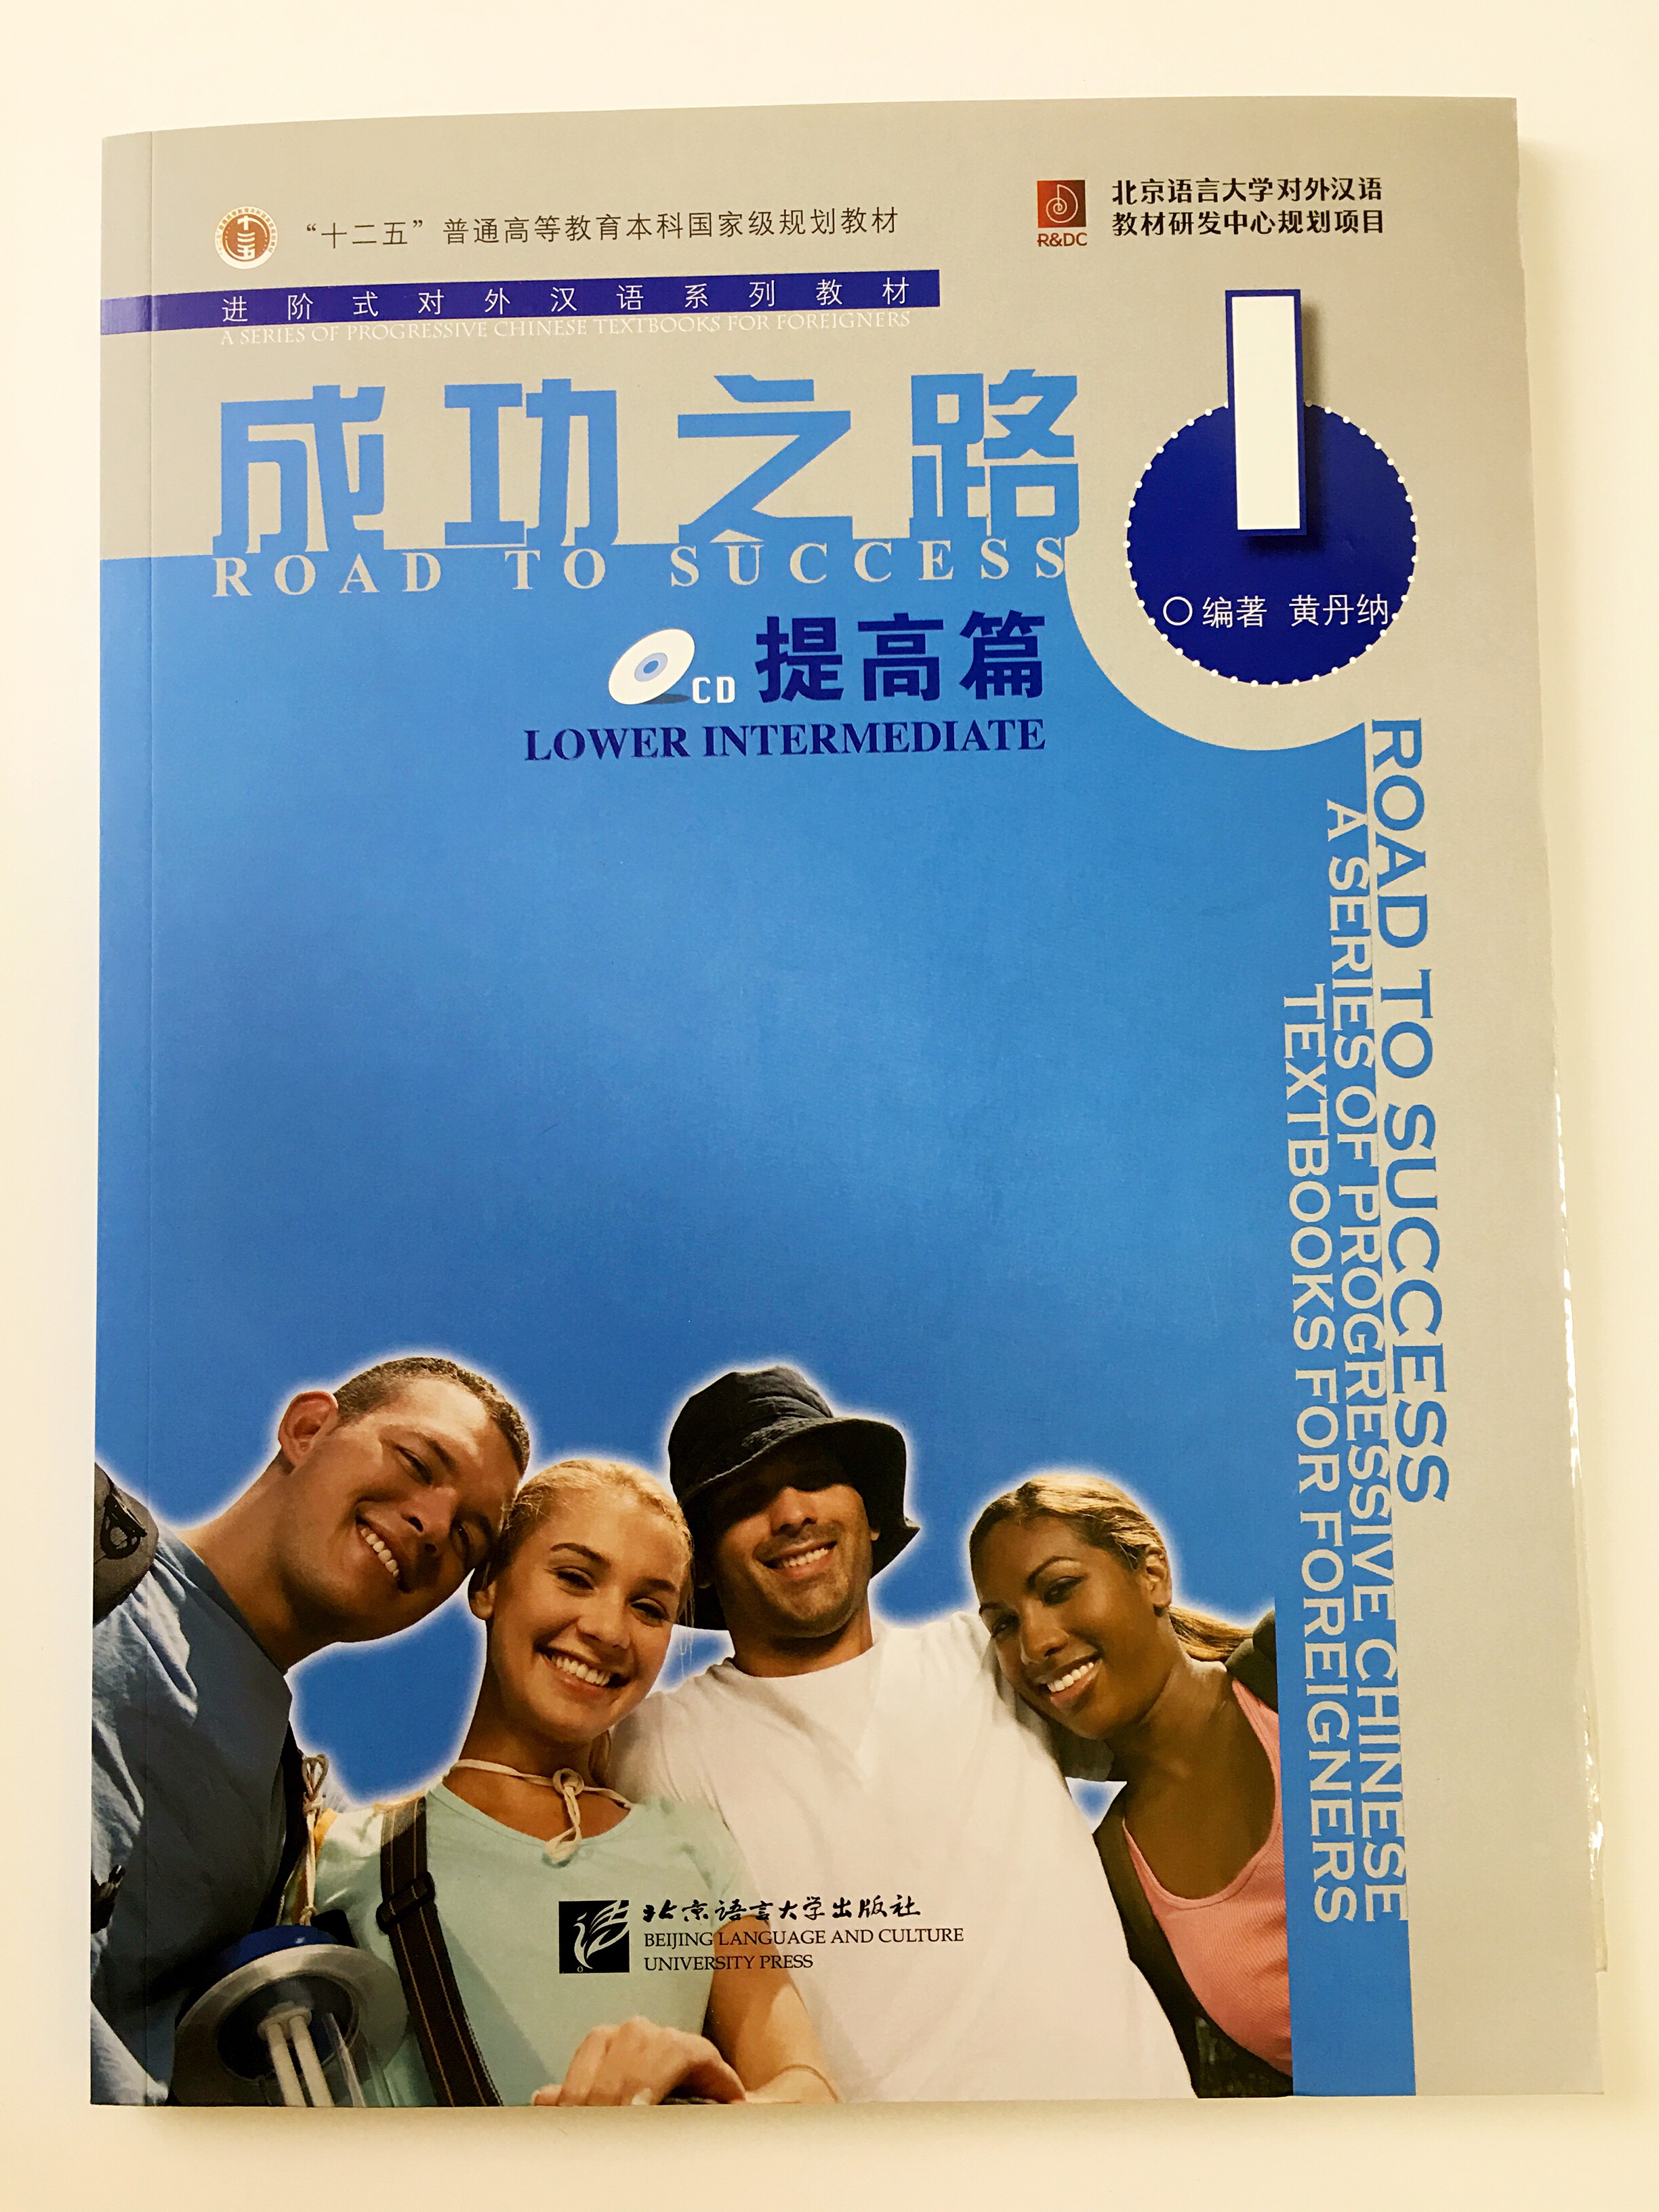 “十二五”普通高等教育本科国家级规划教材
R&DC
北京语言大学对外汉语
教材研发中心规划项目
进阶式对外汉语系列教材
A SERIES OF PROGRESSIVE CHINESE TEXTBOOKS FOR FOREIGNERS
成功之路
ROAD TO SUCCESS
1
编著 黄丹纳
CD 提高篇
LOWER INTERMEDIATE
ROAD TO SUCCESS
A SERIES OF PROGRESSIVE CHINESE
TEXTBOOKS FOR FOREIGNERS
北京语言大学出版社
BEIJING LANGUAGE AND CULTURE
UNIVERSITY PRESS